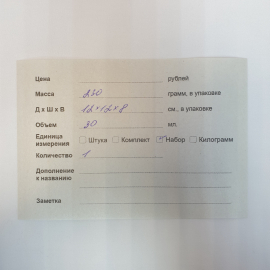 Цена рублей
Масса 230 грамм, в упаковке
Д х Ш х В 12*12*8 см., в упаковке
Объем 30 мл.
Единица измерения Штука Комплект Набор Килограмм
Количество 1
Дополнение
к названию
Заметка